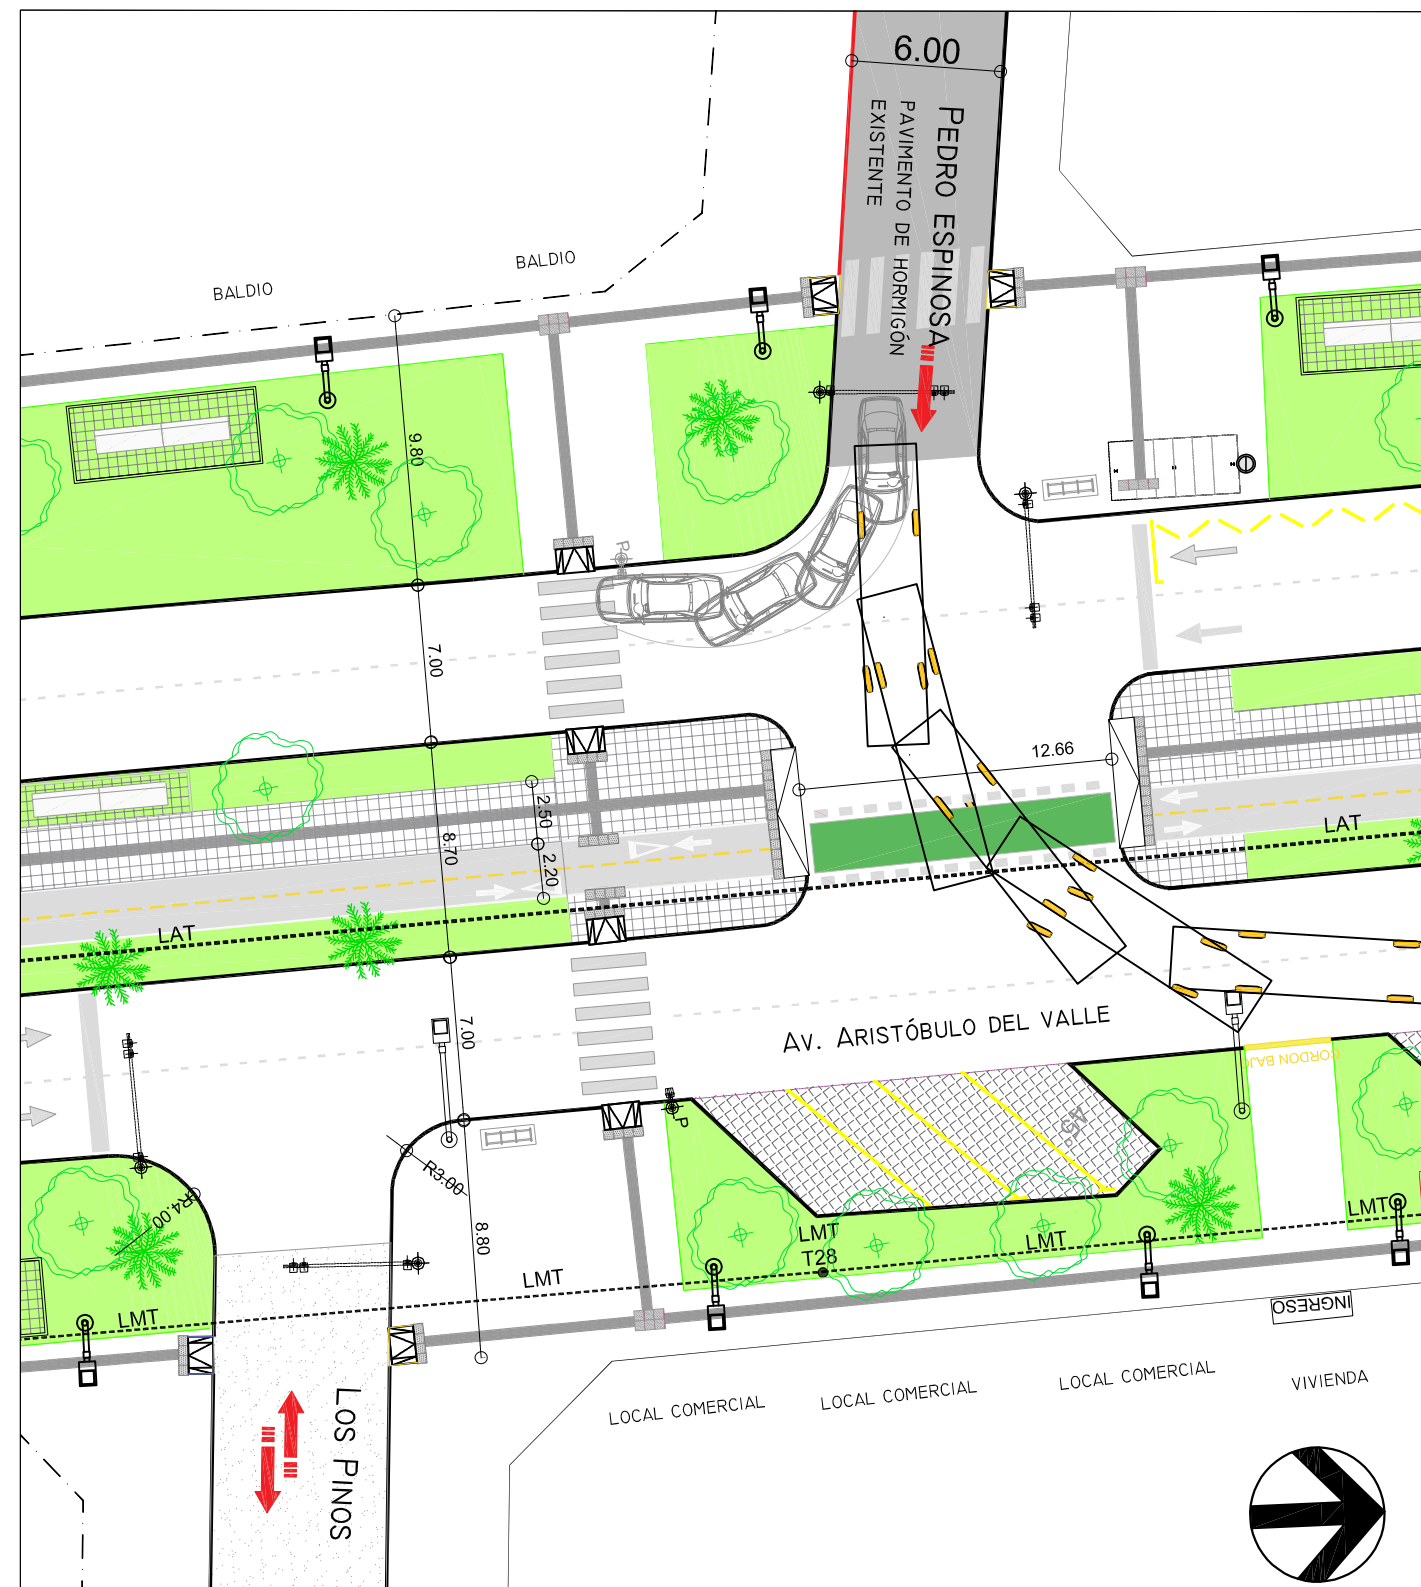 6.00
PEDRO ESPINOSA
PAVIMENTO DE HORMIGÓN
EXISTENTE
BALDIO
BALDIO
9.80
P
7.00
12.66
2.50
8.70
2.20
LAT
LAT
7.00
AV. ARISTÓBULO DEL VALLE
CORDON BAJO
45°
P
R3.00
R4.00
8.80
LMT
T28
LMT
LMT
LMT
LMT
INGRESO
LOCAL COMERCIAL
LOCAL COMERCIAL
LOCAL COMERCIAL
VIVIENDA
LOS PINOS